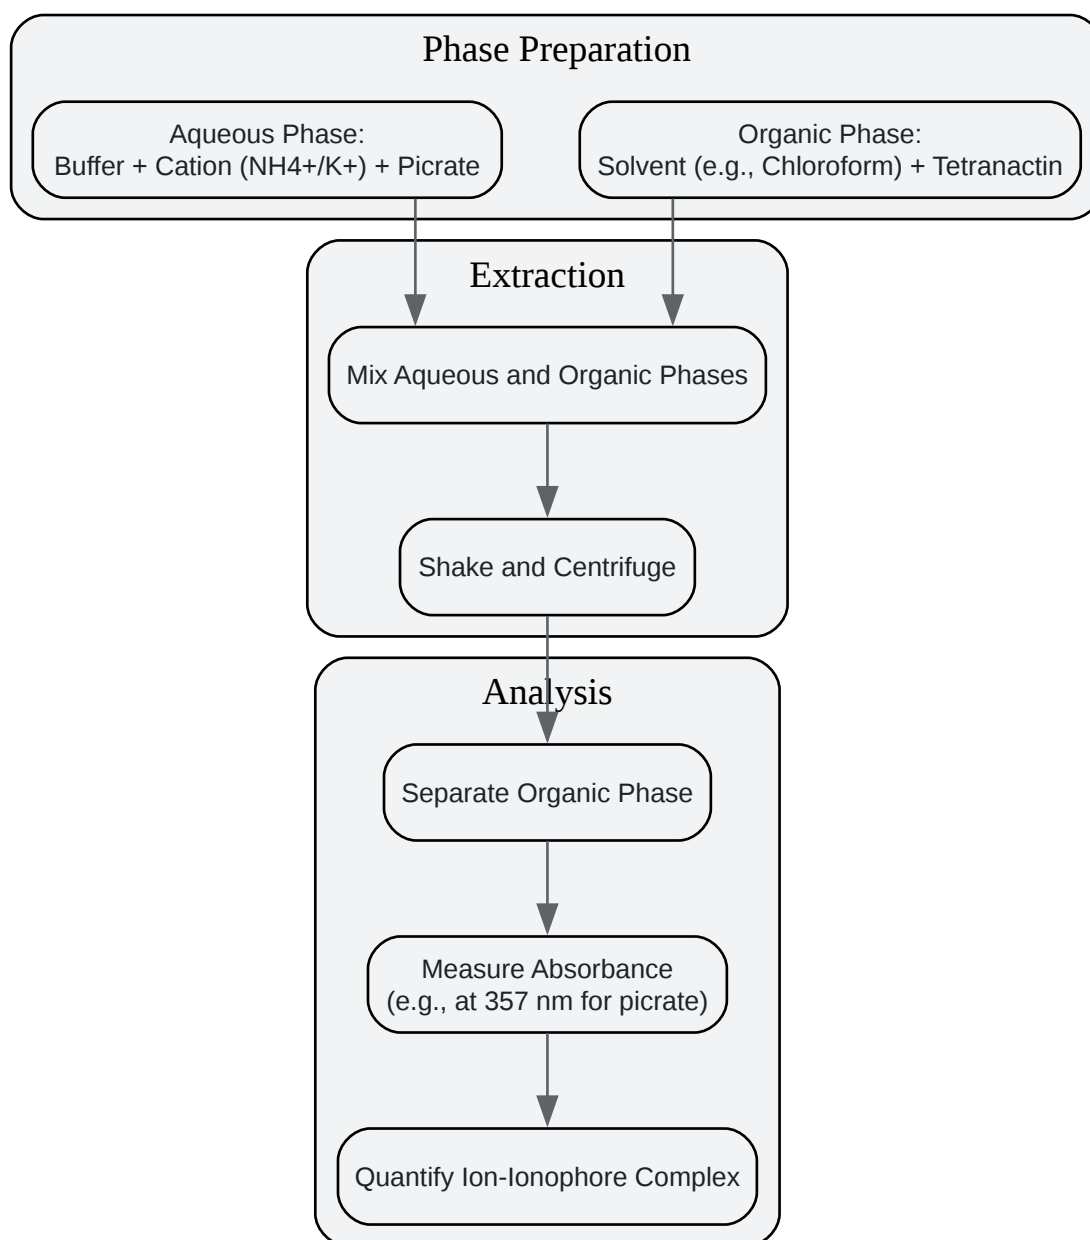 Phase Preparation
Aqueous Phase:
Buffer + Cation (NH4+/K+) + Picrate
Organic Phase:
Solvent (e.g., Chloroform) + Tetranactin
Extraction
Mix Aqueous and Organic Phases
Shake and Centrifuge
Analysis
Separate Organic Phase
Measure Absorbance
(e.g., at 357 nm for picrate)
Quantify Ion-Ionophore Complex